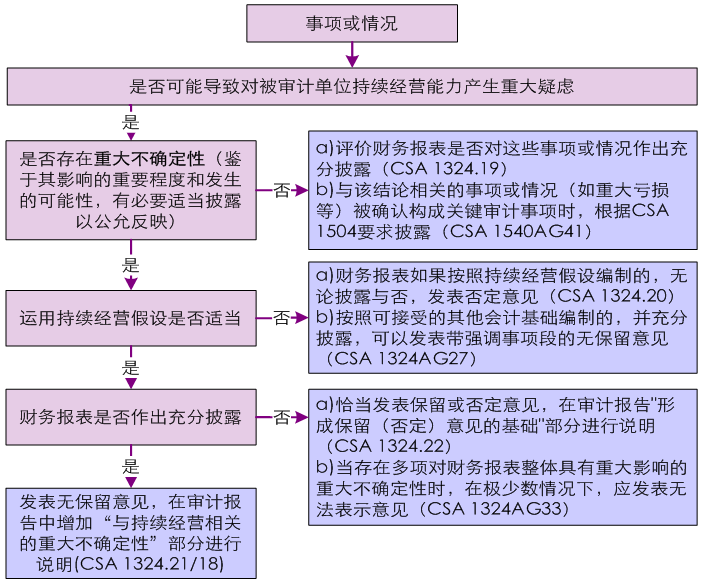 事项或情况
是否可能导致对被审计单位持续经营能力产生重大疑虑
是
是否存在重大不确定性（鉴
于其影响的重要程度和发生
的可能性，有必要适当披露
以公允反映）
否
a)评价财务报表是否对这些事项或情况作出充
分披露（CSA 1324.19）
b)与该结论相关的事项或情况（如重大亏损
等）被确认构成关键审计事项时，根据CSA
1504要求披露（CSA 1540AG41）
是
运用持续经营假设是否适当
否
a)财务报表如果按照持续经营假设编制的，无
论披露与否，发表否定意见（CSA 1324.20）
b)按照可接受的其他会计基础编制的，并充分
披露，可以发表带强调事项段的无保留意见
（CSA 1324AG27）
是
财务报表是否作出充分披露
否
a)恰当发表保留或否定意见，在审计报告"形
成保留（否定）意见的基础"部分进行说明
（CSA 1324.22）
b)当存在多项对财务报表整体具有重大影响的
重大不确定性时，在极少数情况下，应发表无
法表示意见（CSA 1324AG33）
是
发表无保留意见，在审计报
告中增加“与持续经营相关
的重大不确定性”部分进行
说明(CSA 1324.21/18)